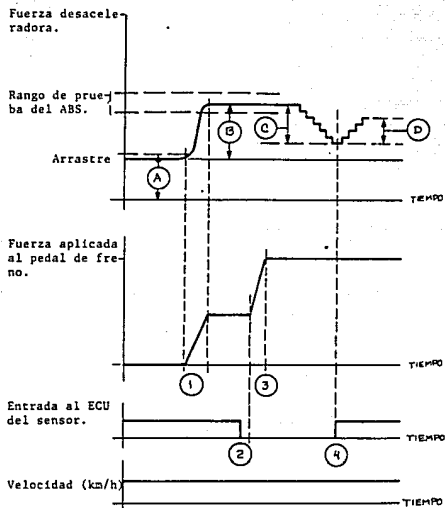 Fuerza desacele
radora.
Rango de prue
ba del ABS.
B
C
D
Arrastre
A
TIEMPO
Fuerza aplicada
al pedal de fre
no.
TIEMPO
1
3
Entrada al ECU
del sensor.
TIEMPO
2
4
Velocidad (km/h)
TIEMPO